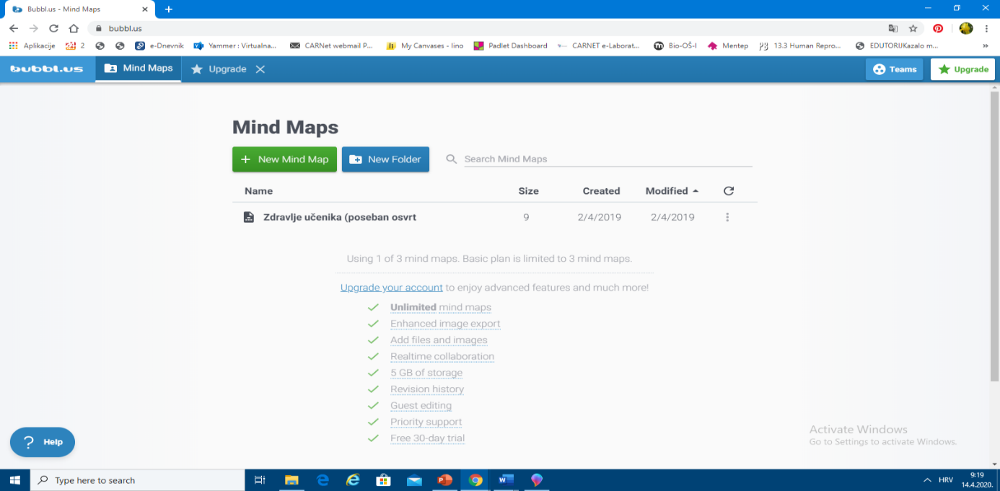 Bubbl.us - Mind Maps
bubbl.us
Aplikacije 2 e-Dnevnik Yammer : Virtualna... CARNet webmail P... My Canvases - lino Padlet Dashboard CARNET e-Laborat... Bio-OŠ-I Mentep 13.3 Human Repro... EDUTORIJKazalo m... »
bubbl.us Mind Maps Upgrade Teams Upgrade
Mind Maps
New Mind Map New Folder Search Mind Maps
Name Size Created Modified
Zdravlje učenika (poseban osvrt 9 2/4/2019 2/4/2019
Using 1 of 3 mind maps. Basic plan is limited to 3 mind maps.
Upgrade your account to enjoy advanced features and much more!
Unlimited mind maps
Enhanced image export
Add files and images
Realtime collaboration
5 GB of storage
Revision history
Guest editing
Priority support
Free 30-day trial
Activate Windows
Go to Settings to activate Windows.
? Help
Type here to search
HRV
9:19
14.4.2020.